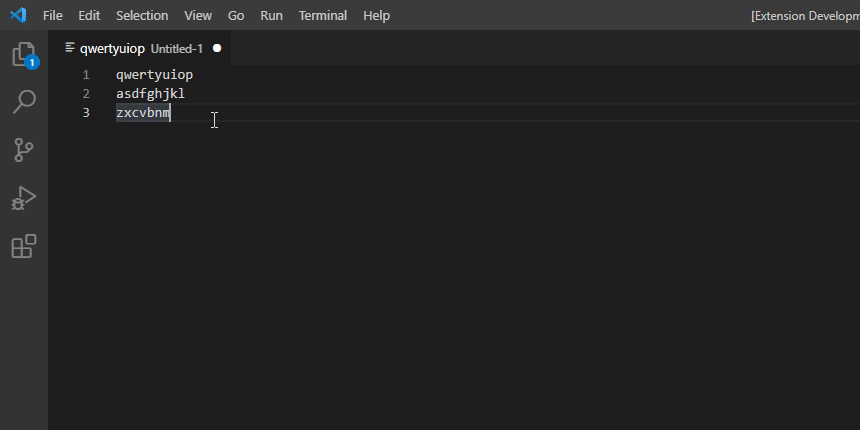 File Edit Selection View Go Run Terminal Help [Extension Developm
qwertyuiop Untitled-1
1
1 qwertyuiop
2 asdfghjkl
3 zxcvbnm